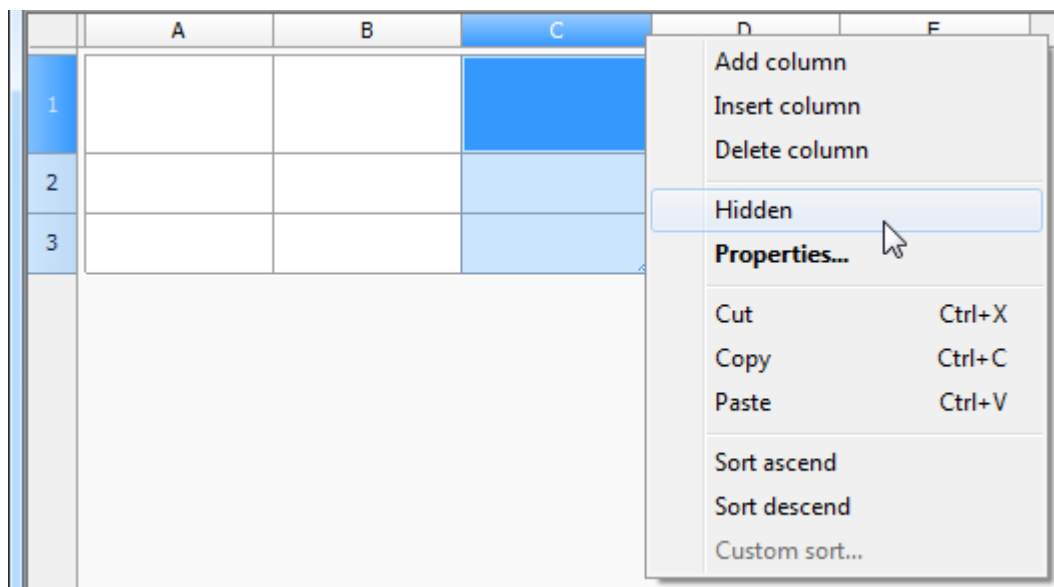 A B C D E
1
2
3
Add column
Insert column
Delete column
Hidden
Properties...
Cut Ctrl+X
Copy Ctrl+C
Paste Ctrl+V
Sort ascend
Sort descend
Custom sort...